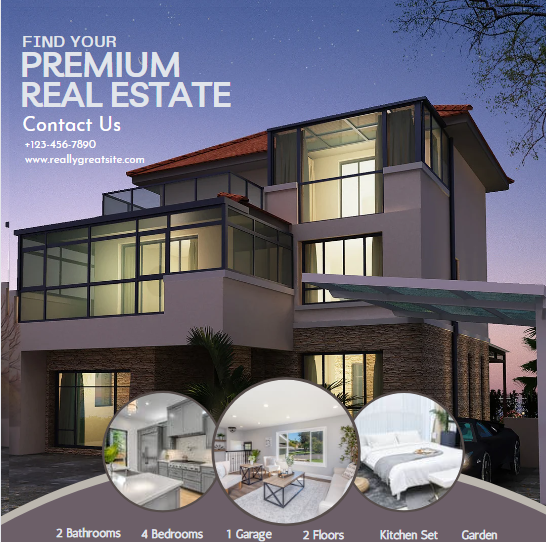 FIND YOUR
PREMIUM
REAL ESTATE
Contact Us
+123-456-7890
www.reallygreatsite.com
2 Bathrooms 4 Bedrooms 1 Garage 2 Floors Kitchen Set Garden